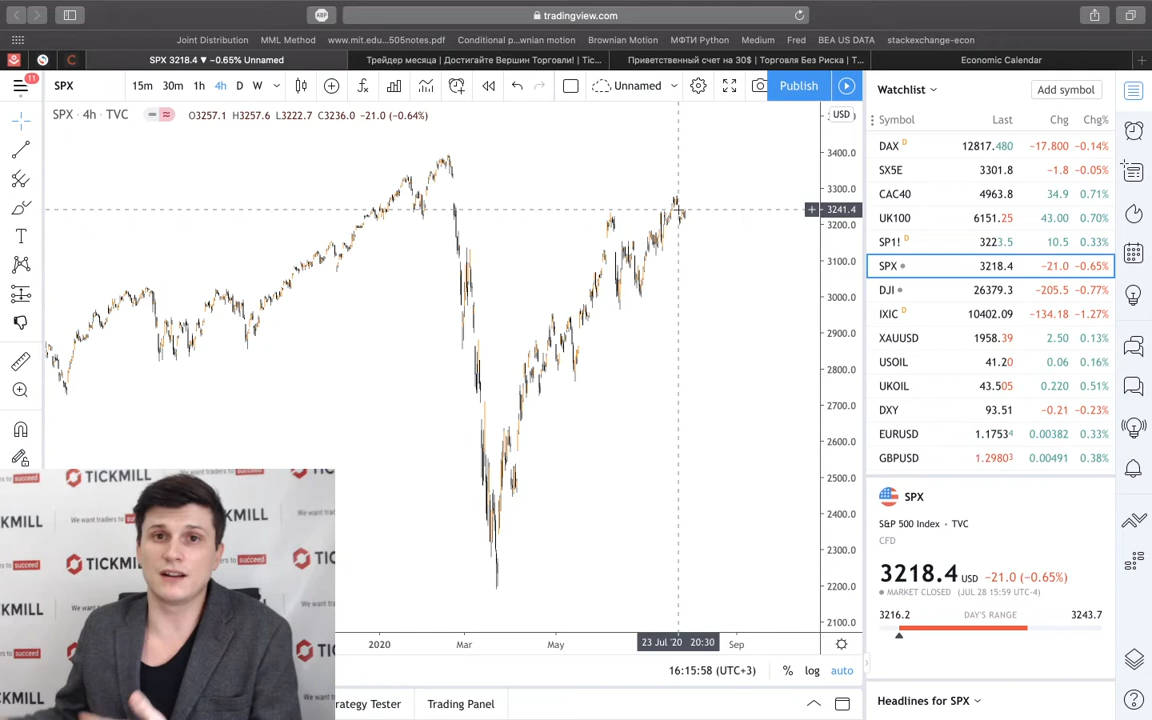 ABP
tradingview.com
Joint Distribution
MML Method
www.mit.edu...505notes.pdf
Conditional p...wnian motion
Brownian Motion
МФТИ Python
Medium
Fred
BEA US DATA
stackexchange-econ
SPX 3218.4 ▼ −0.65% Unnamed
Трейдер месяца | Достигайте Вершин Торговли! | Tic...
Приветственный счет на 30$ | Торговля Без Риска | T...
Economic Calendar
11
SPX
15m 30m 1h 4h D W
Unnamed
Publish
SPX · 4h · TVC
O3257.1 H3257.6 L3222.7 C3236.0 −21.0 (−0.64%)
USD
3400.0
3300.0
3241.4
3200.0
3100.0
3000.0
2900.0
2800.0
2700.0
2600.0
2500.0
2400.0
2300.0
2200.0
2100.0
2020
Mar
May
23 Jul '20 20:30
Sep
16:15:58 (UTC+3)
%
log
auto
rategy Tester
Trading Panel
Watchlist
Add symbol
Symbol Last Chg Chg%
DAX D 12817.480 −17.800 −0.14%
SX5E 3301.8 −1.8 −0.05%
CAC40 4963.8 34.9 0.71%
UK100 6151.25 43.00 0.70%
SP1! D 3223.5 10.5 0.33%
SPX 3218.4 −21.0 −0.65%
DJI 26379.3 −205.5 −0.77%
IXIC D 10402.09 −134.18 −1.27%
XAUUSD 1958.39 2.50 0.13%
USOIL 41.20 0.06 0.16%
UKOIL 43.505 0.220 0.51%
DXY 93.51 −0.21 −0.23%
EURUSD 1.17534 0.00382 0.33%
GBPUSD 1.29803 0.00491 0.38%
SPX
S&P 500 Index · TVC
CFD
3218.4 USD −21.0 (−0.65%)
MARKET CLOSED (JUL 28 15:59 UTC-4)
3216.2 DAY'S RANGE 3243.7
Headlines for SPX
TICKMILL
We want traders to succeed